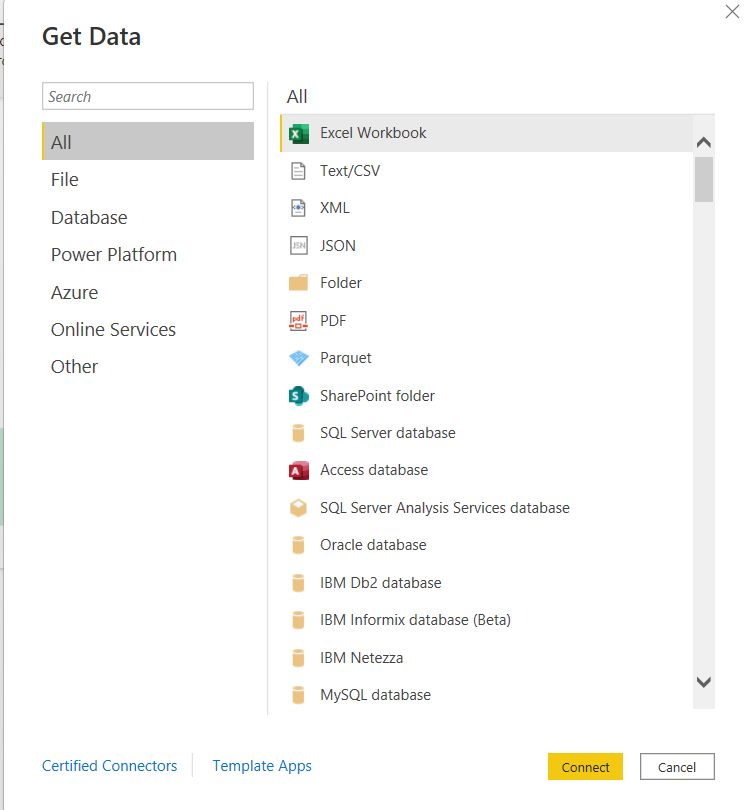 Get Data
Search
All
File
Database
Power Platform
Azure
Online Services
Other
All
Excel Workbook
Text/CSV
XML
JSON
Folder
PDF
Parquet
SharePoint folder
SQL Server database
Access database
SQL Server Analysis Services database
Oracle database
IBM Db2 database
IBM Informix database (Beta)
IBM Netezza
MySQL database
Certified Connectors
Template Apps
Connect
Cancel